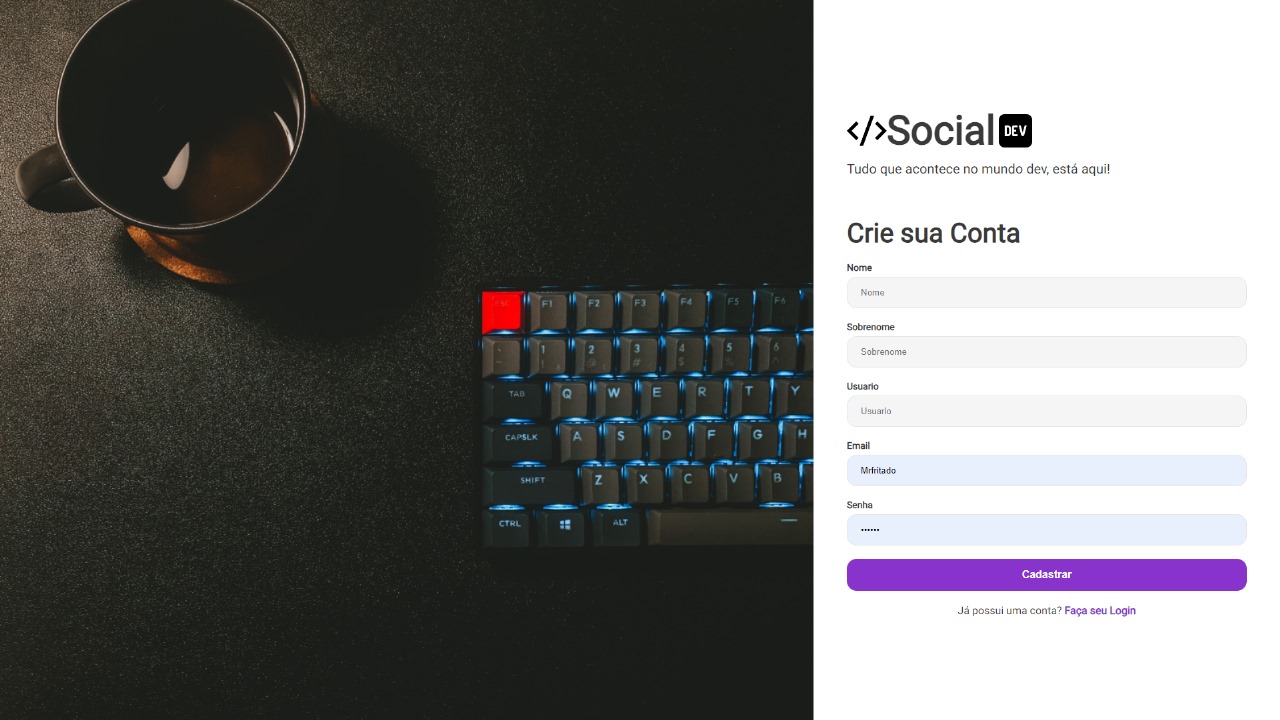 </>Social DEV
Tudo que acontece no mundo dev, está aqui!
Crie sua Conta
Nome
Nome
Sobrenome
Sobrenome
Usuario
Usuario
Email
Mrfritado
Senha
••••••
Cadastrar
Já possui uma conta? Faça seu Login
ESC F1 F2 F3 F4 F5 F6
1 2 3 4 5 6
TAB Q W E R T Y
CAPSLK A S D F G H
SHIFT Z X C V B
CTRL ALT